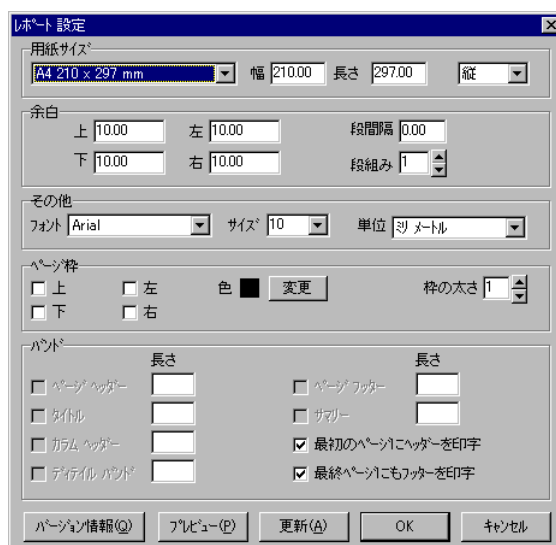 ﾚﾎﾟｰﾄ 設定
用紙ｻｲｽﾞ
A4 210 x 297 mm 幅 210.00 長さ 297.00 縦
余白
上 10.00 左 10.00 段間隔 0.00
下 10.00 右 10.00 段組み 1
その他
ﾌｫﾝﾄ Arial ｻｲｽﾞ 10 単位 ﾐﾘ ﾒｰﾄﾙ
ﾍﾟｰｼﾞ枠
上 左 色 変更 枠の太さ 1
下 右
ﾊﾞﾝﾄﾞ
長さ 長さ
ﾍﾟｰｼﾞ ﾍｯﾀﾞｰ ﾍﾟｰｼﾞ ﾌｯﾀｰ
ﾀｲﾄﾙ ｻﾏﾘｰ
ｶﾗﾑ ﾍｯﾀﾞｰ 最初のﾍﾟｰｼﾞにﾍｯﾀﾞｰを印字
ﾃﾞｨﾃｲﾙ ﾊﾞﾝﾄﾞ 最終ﾍﾟｰｼﾞにもﾌｯﾀｰを印字
ﾊﾞｰｼﾞｮﾝ情報(Q) ﾌﾟﾚﾋﾞｭｰ(P) 更新(A) OK ｷｬﾝｾﾙ